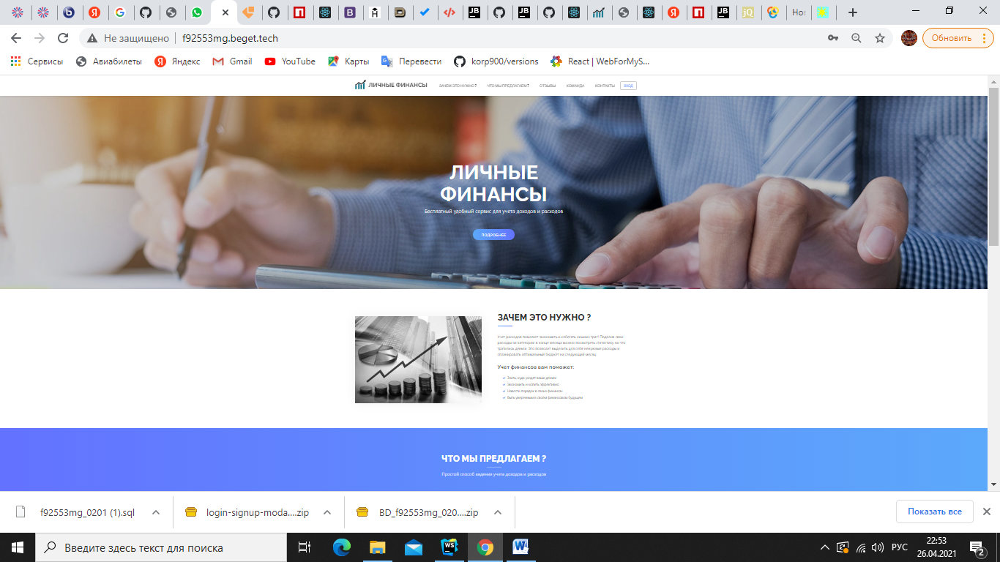 Нов
Не защищено
f92553mg.beget.tech
Обновить
Сервисы
Авиабилеты
Яндекс
Gmail
YouTube
Карты
Перевести
korp900/versions
React | WebForMyS...
ЛИЧНЫЕ ФИНАНСЫ
ЗАЧЕМ ЭТО НУЖНО ?
ЧТО МЫ ПРЕДЛАГАЕМ ?
ОТЗЫВЫ
КОМАНДА
КОНТАКТЫ
ВХОД
ЛИЧНЫЕ
ФИНАНСЫ
Бесплатный удобный сервис для учета доходов и расходов
ПОДРОБНЕЕ
ЗАЧЕМ ЭТО НУЖНО ?
Учет расходов помогает экономить и избегать лишних трат! Поделив свои
расходы на категории в конце месяца можно посмотреть статистику, на что
тратились деньги. Это позволит выделить для себя ненужные расходы и
спланировать оптимальный бюджет на следующий месяц.
Учет финансов вам поможет:
Знать, куда уходят ваши деньги
Экономить и копить эффективно
Навести порядок в своих финансах
Быть уверенным в своем финансовом будущем
ЧТО МЫ ПРЕДЛАГАЕМ ?
Простой способ ведения учета доходов и расходов
f92553mg_0201 (1).sql
login-signup-moda....zip
BD_f92553mg_020....zip
Показать все
Введите здесь текст для поиска
РУС
22:53
26.04.2021
2